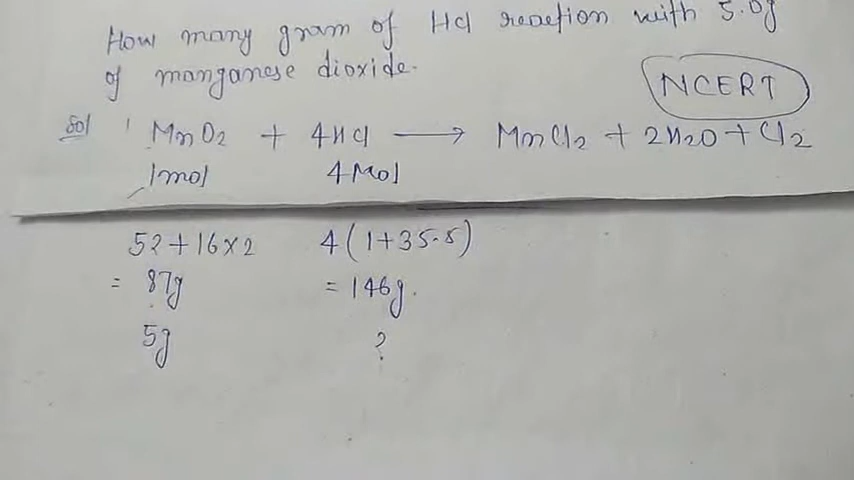 How many gram of HCl reaction with 5.0g
of manganese dioxide.
NCERT
Sol MnO2 + 4HCl → MnCl2 + 2H2O + Cl2
1mol 4Mol
52+16×2 4(1+35.5)
= 87g = 146g.
5g ?